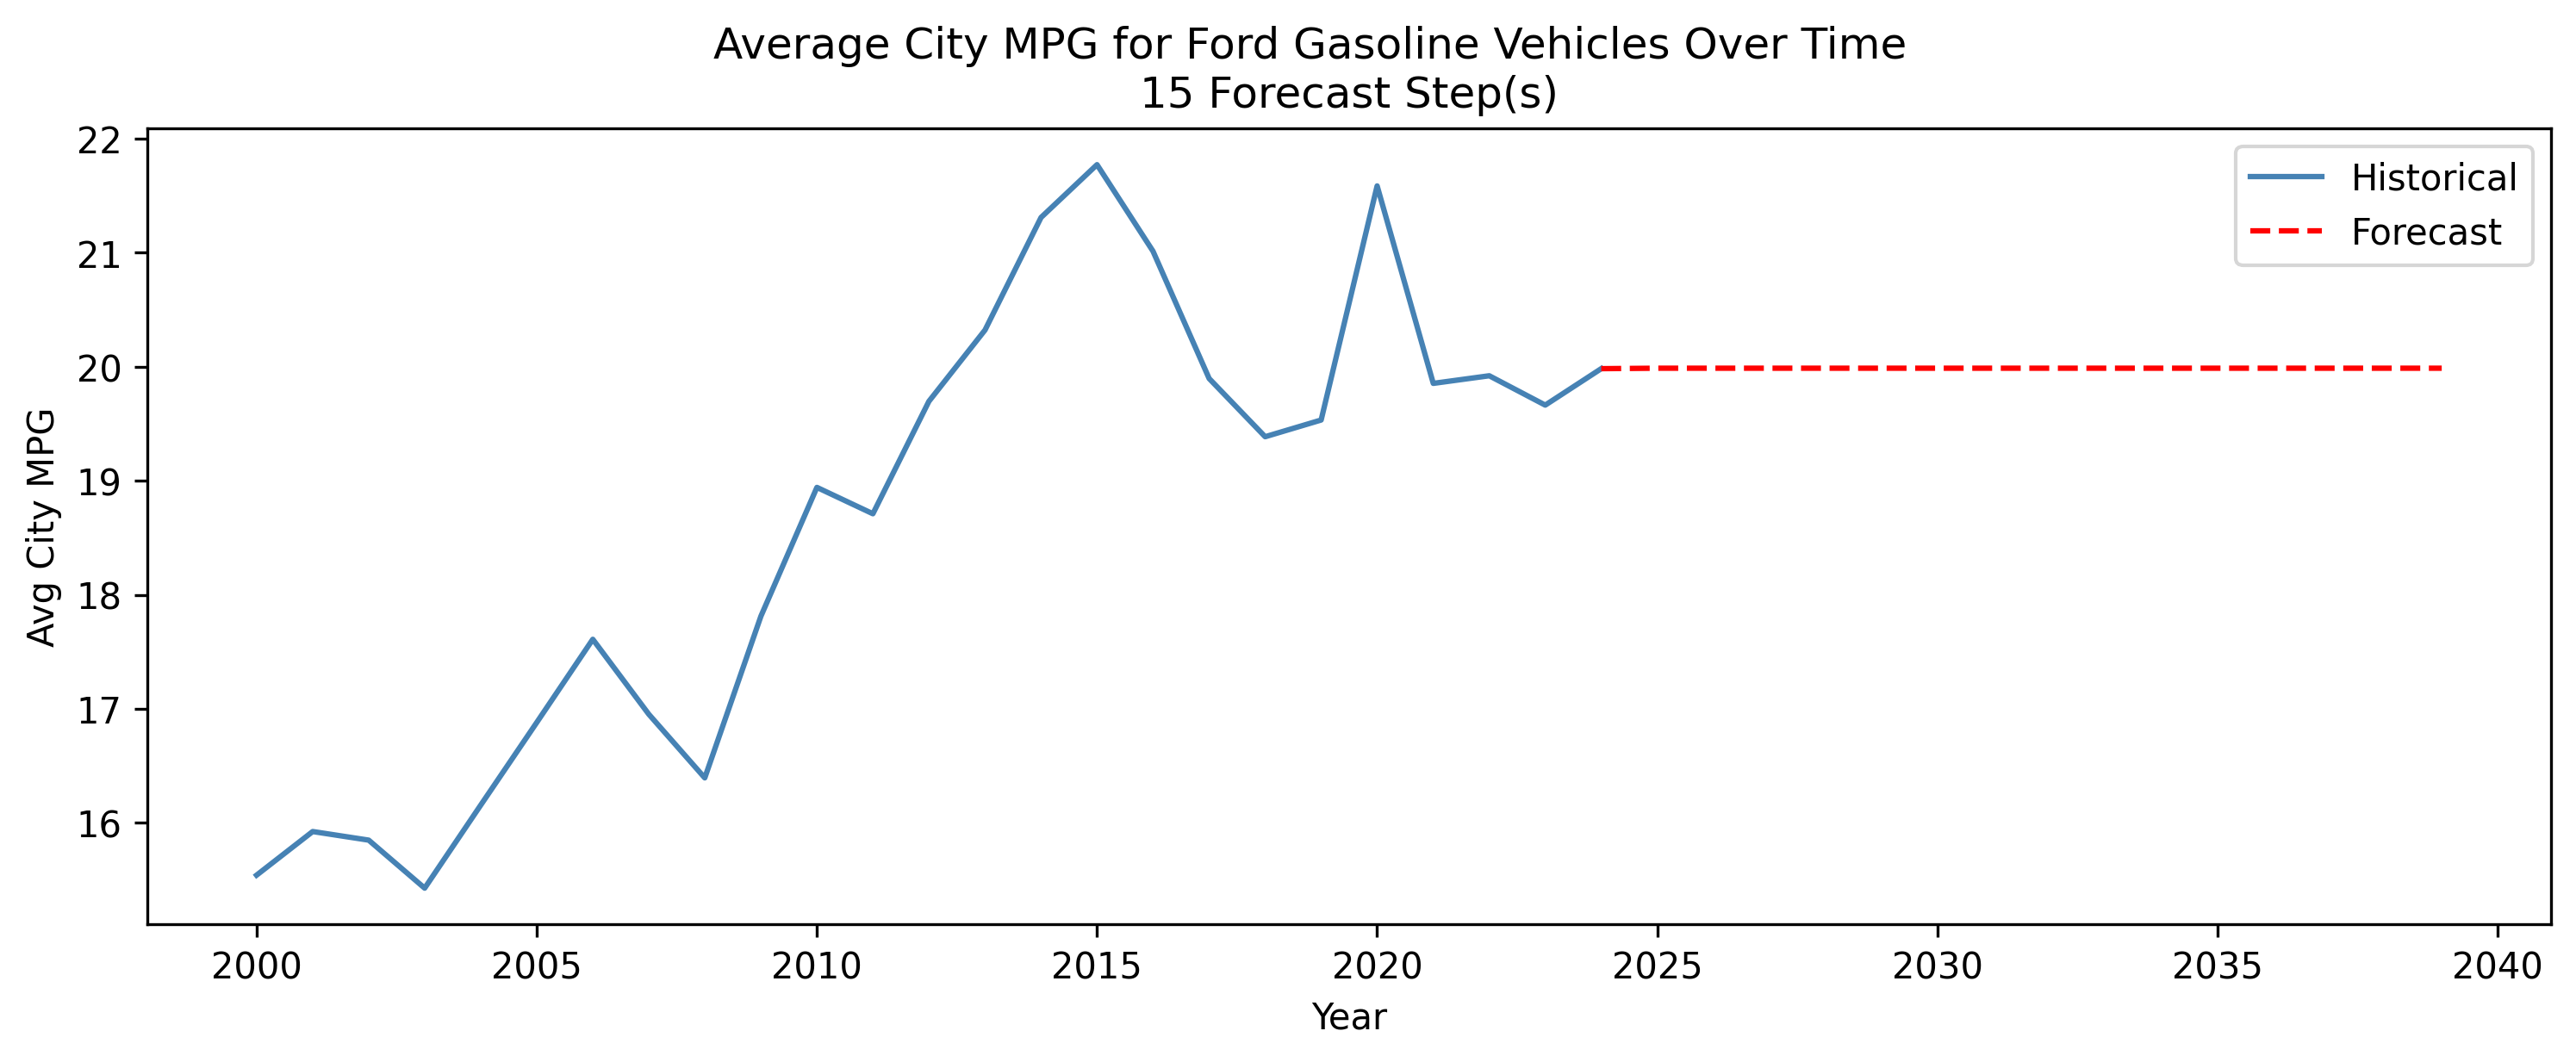 Average City MPG for Ford Gasoline Vehicles Over Time
15 Forecast Step(s)
Historical
Forecast
Avg City MPG
22
21
20
19
18
17
16
2000 2005 2010 2015 2020 2025 2030 2035 2040
Year